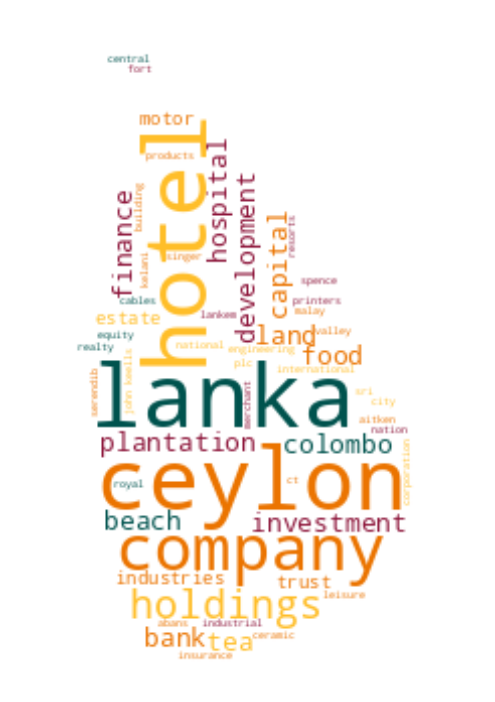 central
fort
motor
hotel
products
hospital
development
finance
building
capital
resorts
kelani
singer
spence
cables
printers
estate
lankem
malay
equity
land
valley
realty
national
engineering
food
plc
international
john keells
serendib
lanka
merchant
sri
city
aitken
nation
plantation
colombo
corporation
ceylon
royal
ct
beach
investment
company
industries
trust
holdings
leisure
abans
industrial
bank
tea
ceramic
insurance